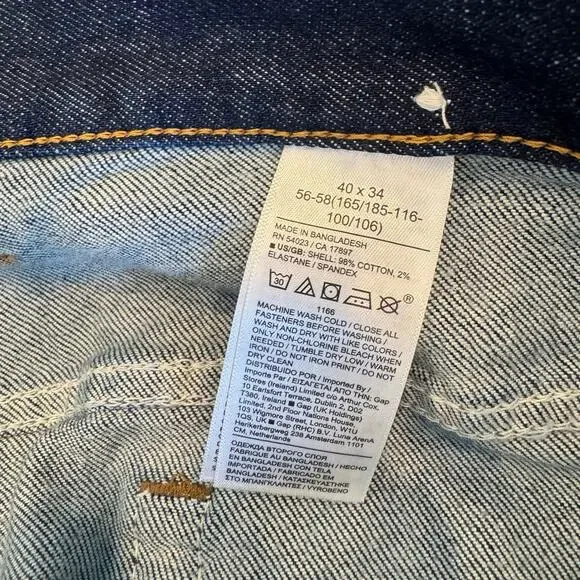 40 x 34
56-58(165/185-116-
100/106)
MADE IN BANGLADESH
RN 54023 / CA 17897
■ US/GB: SHELL: 98% COTTON, 2%
ELASTANE / SPANDEX
30
®
1166
MACHINE WASH COLD / CLOSE ALL
FASTENERS BEFORE WASHING /
WASH AND DRY WITH LIKE COLORS /
ONLY NON-CHLORINE BLEACH WHEN
NEEDED / TUMBLE DRY LOW / WARM
IRON / DO NOT IRON PRINT / DO NOT
DRY CLEAN
Importado por / Imported By /
Importe Par / ΕΙΣΑΓΕΤΑΙ ΑΠΟ ΤΗΝ: Gap
Stores (Ireland) Limited c/o Arthur Cox,
10 Earlsfort Terrace, Dublin 2, D02
T380, Ireland ■ Gap (UK Holdings)
Limited, 2nd Floor Nations House,
103 Wigmore Street, London, W1U
1QS, UK ■ Gap (RHC) B.V. Luna ArenA
Herikerbergweg 238 Amsterdam 1101
CM, Netherlands
ОДЕЖДА ВТОРОГО СЛОЯ
FABRIQUE AU BANGLADESH / HECHO
EN BANGLADESH CON TELA
IMPORTADA / FABRICADO EM
BANGLADESH / ΚΑΤΑΣΚΕΥΑΣΤΗΚΕ
ΣΤΟ ΜΠΑΝΓΚΛΑΝΤΕΣ / VYROBENO